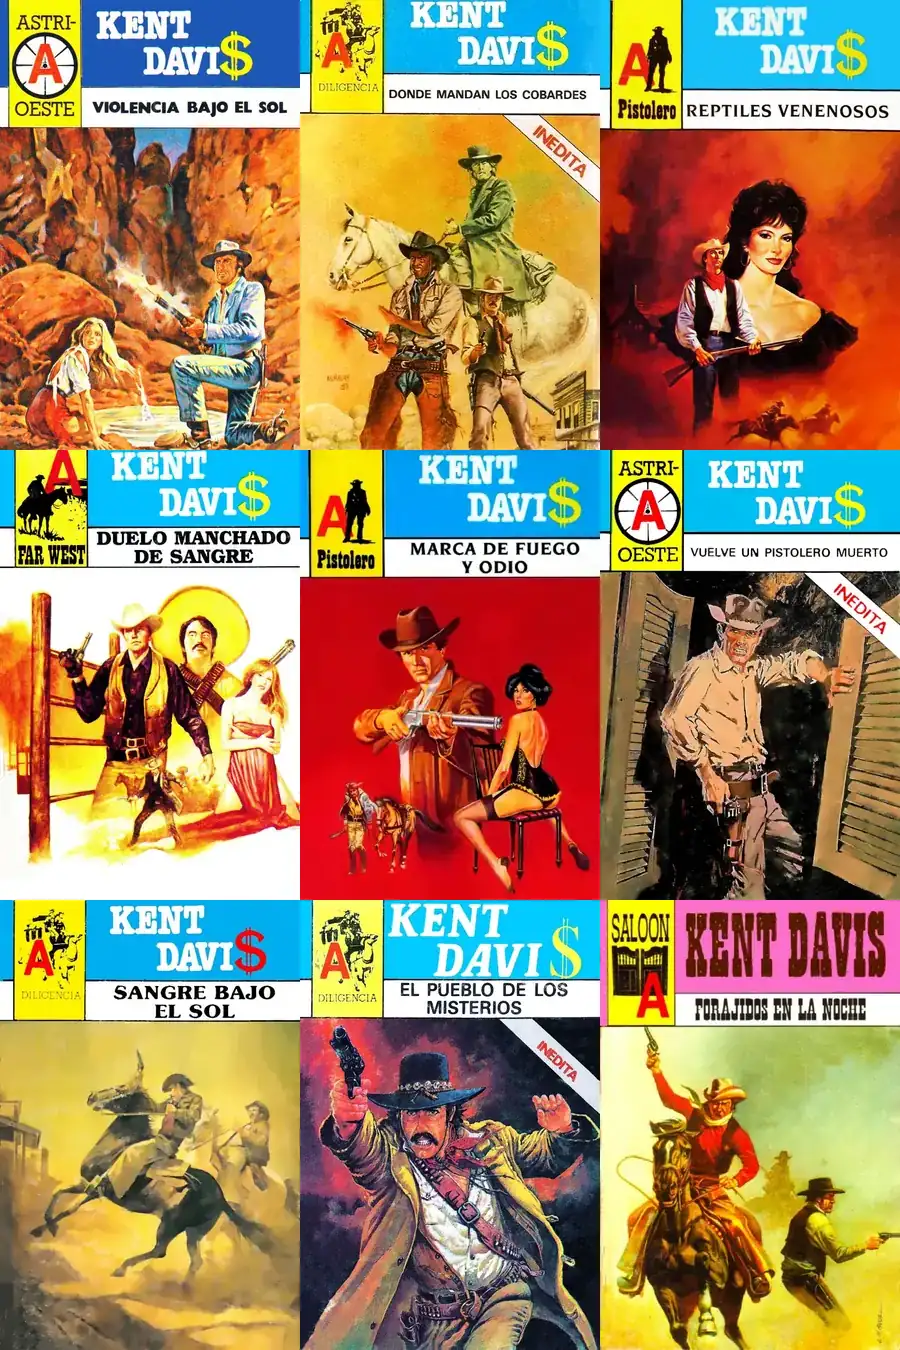 ASTRI-
A
OESTE
KENT
DAVI$
VIOLENCIA BAJO EL SOL
A
DILIGENCIA
KENT
DAVI$
DONDE MANDAN LOS COBARDES
INEDITA
A
Pistolero
KENT
DAVI$
REPTILES VENENOSOS
A
FAR WEST
KENT
DAVI$
DUELO MANCHADO
DE SANGRE
A
Pistolero
KENT
DAVI$
MARCA DE FUEGO
Y ODIO
ASTRI-
A
OESTE
KENT
DAVI$
VUELVE UN PISTOLERO MUERTO
INEDITA
A
DILIGENCIA
KENT
DAVI$
SANGRE BAJO
EL SOL
A
DILIGENCIA
KENT
DAVI$
EL PUEBLO DE LOS
MISTERIOS
INEDITA
SALOON
A
KENT DAVIS
FORAJIDOS EN LA NOCHE